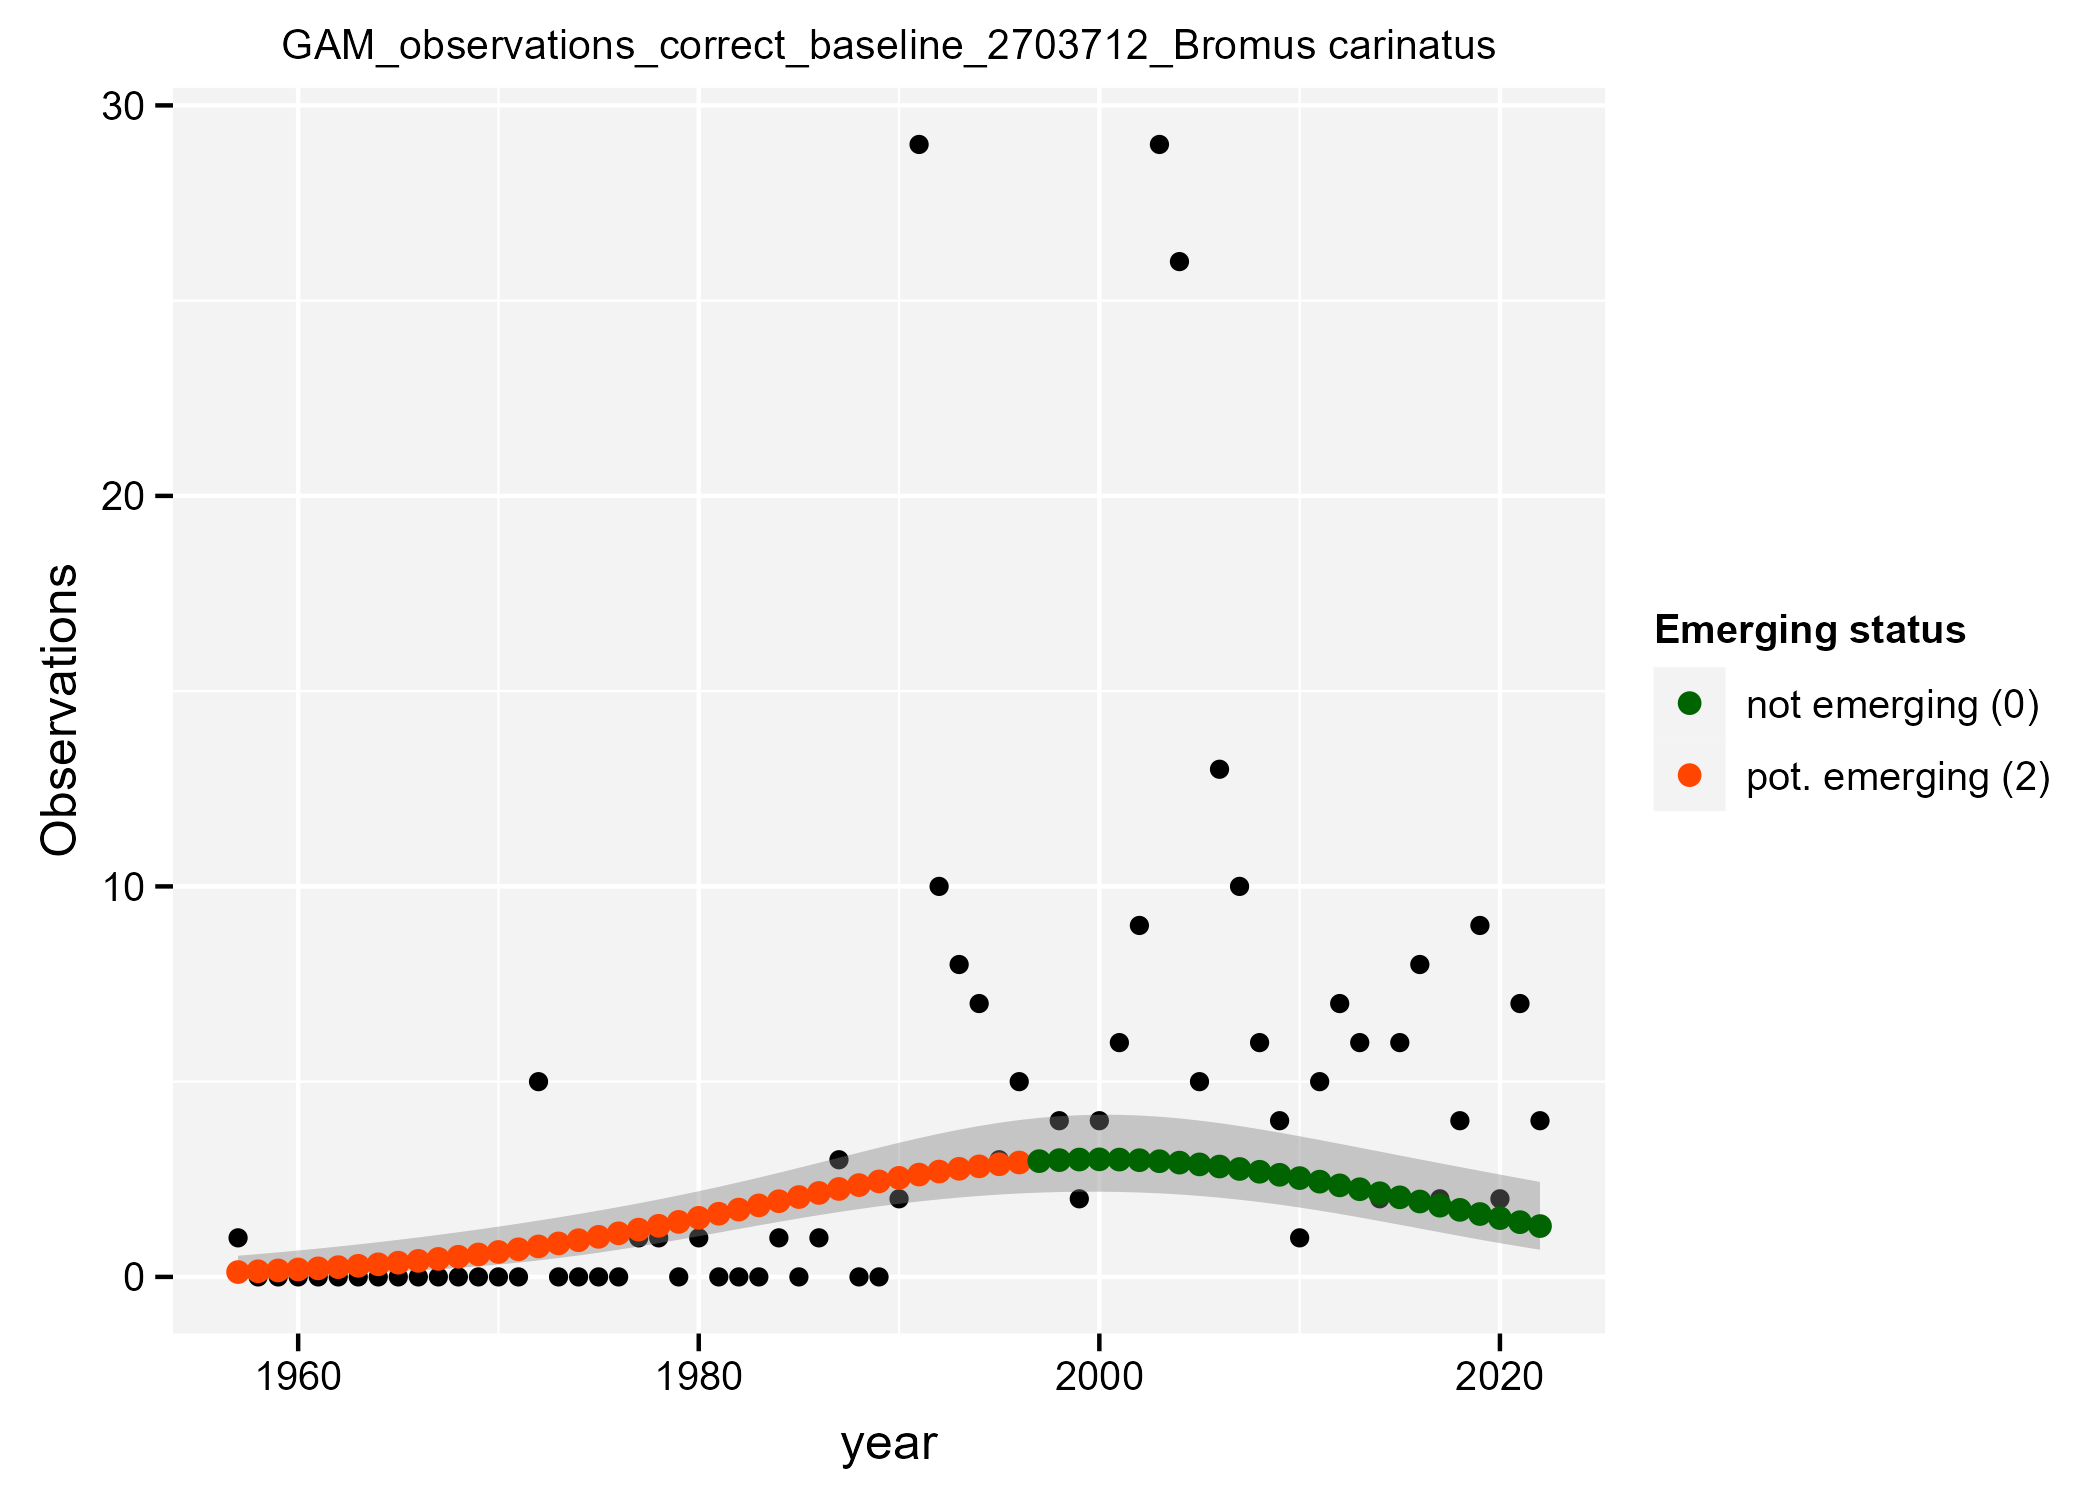 GAM_observations_correct_baseline_2703712_Bromus carinatus
30
20
10
0
Observations
1960 1980 2000 2020
year
Emerging status
not emerging (0)
pot. emerging (2)